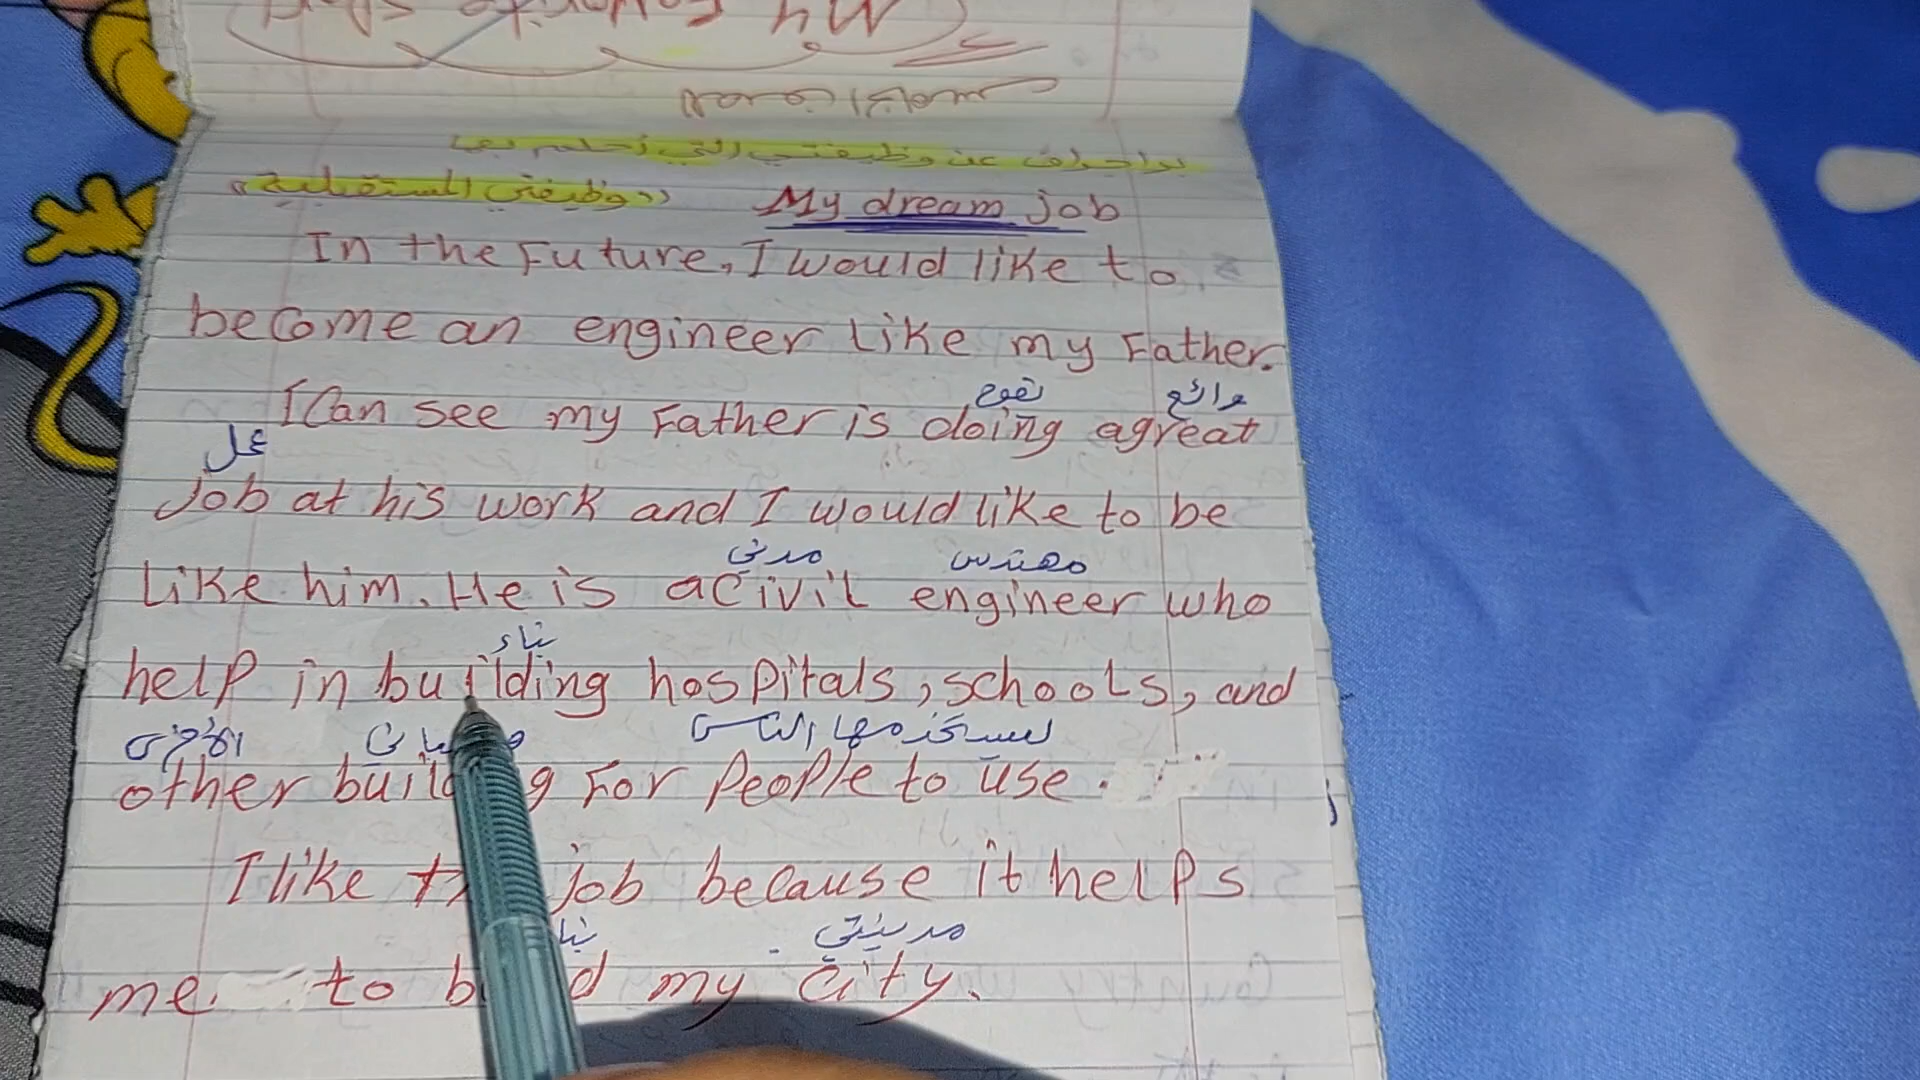 My Favorite
براجراف عن وظيفتي التي أحلم بها
My dream job
((وظيفتي المستقبلية))
In the Future, I would like to
become an engineer like my Father.
تقوم رائع
I Can see my Father is doing a great
عمل
Job at his work and I would like to be
مدني مهندس
like him. He is a Civil engineer who
بناء
help in building hospitals, schools, and
الأخرى ليستخدمها الناس
other building For people to use.
I like job because it helps
مدينتي
me to my city.